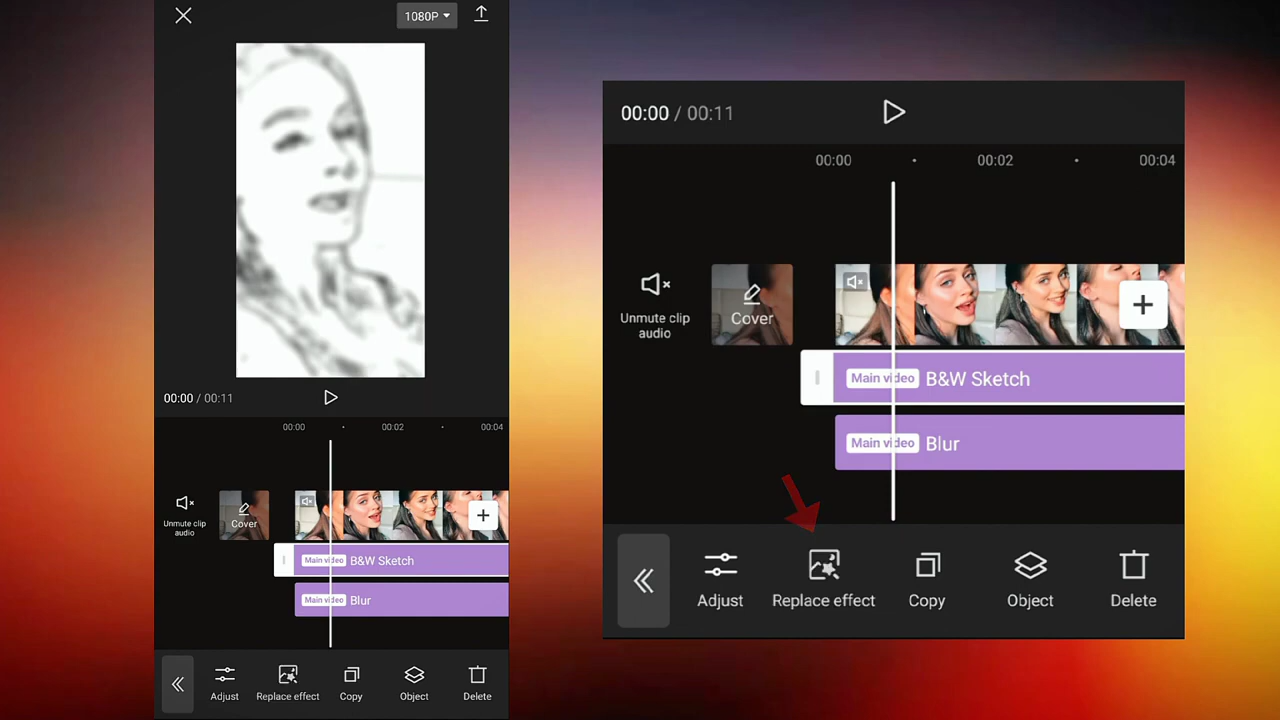 1080P
00:00 / 00:11
00:00 00:02 00:04
Unmute clip
audio
Cover
Main video B&W Sketch
Main video Blur
Adjust Replace effect Copy Object Delete
00:00 / 00:11
00:00 00:02 00:04
Unmute clip
audio
Cover
Main video B&W Sketch
Main video Blur
Adjust Replace effect Copy Object Delete